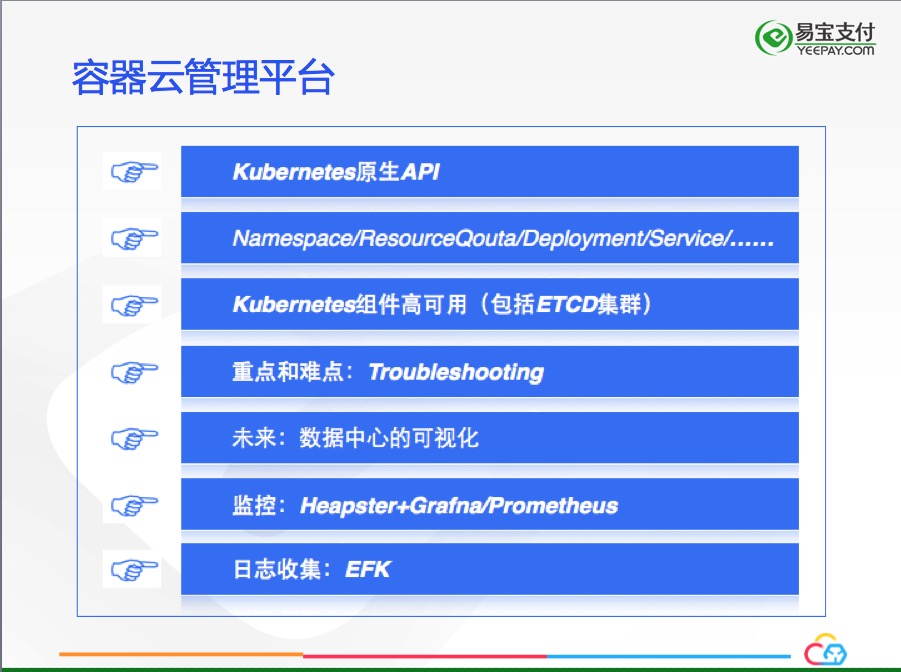 易宝支付
YEEPAY.COM
容器云管理平台
Kubernetes原生API
Namespace/ResourceQouta/Deployment/Service/......
Kubernetes组件高可用（包括ETCD集群）
重点和难点：Troubleshooting
未来：数据中心的可视化
监控：Heapster+Grafna/Prometheus
日志收集：EFK